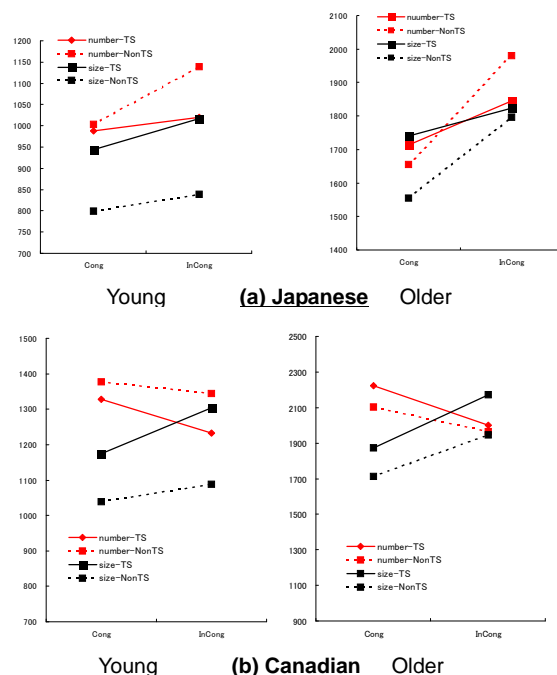 number-TS
number-NonTS
size-TS
size-NonTS
1200
1150
1100
1050
1000
950
900
850
800
750
700
Cong
InCong
nuumber-TS
number-NonTS
size-TS
size-NonTS
2100
2000
1900
1800
1700
1600
1500
1400
Cong
InCong
Young (a) Japanese Older
1500
1400
1300
1200
1100
1000
900
800
700
number-TS
number-NonTS
size-TS
size-NonTS
Cong
InCong
2500
2300
2100
1900
1700
1500
1300
1100
900
number-TS
number-NonTS
size-TS
size-NonTS
Cong
InCong
Young (b) Canadian Older